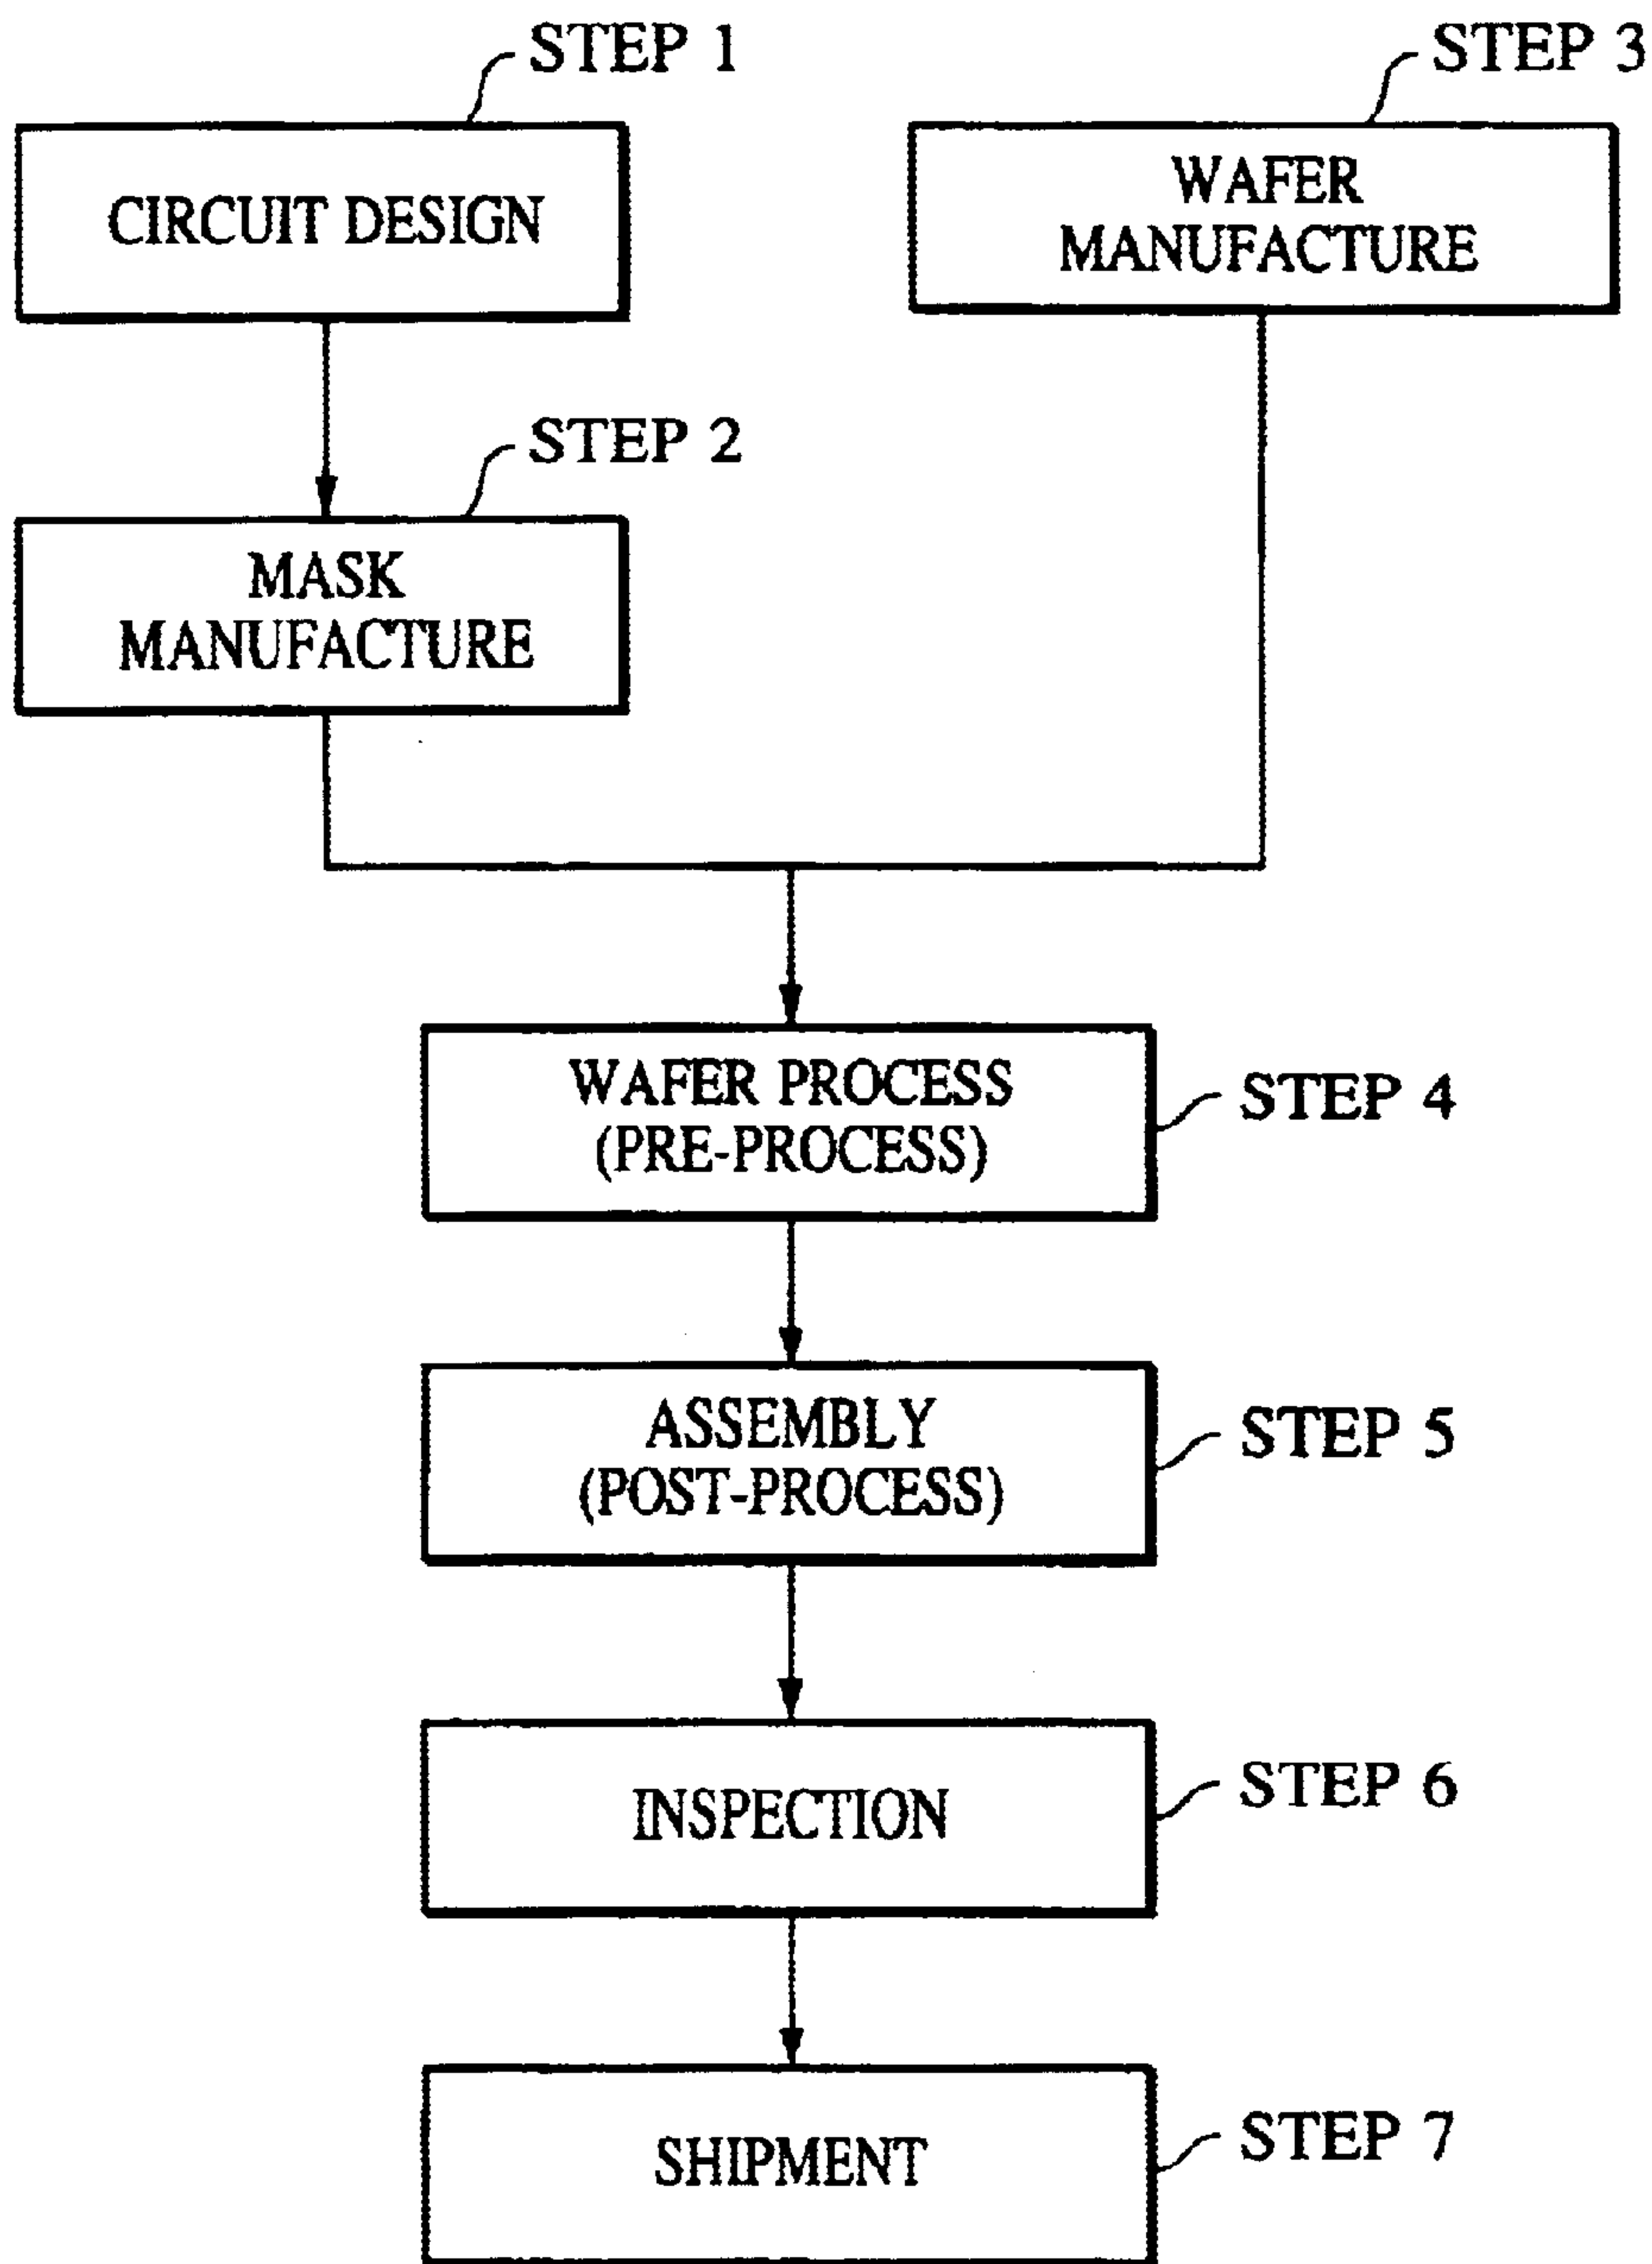 STEP 1
CIRCUIT DESIGN
STEP 2
MASK
MANUFACTURE
STEP 3
WAFER
MANUFACTURE
WAFER PROCESS
(PRE-PROCESS)
STEP 4
ASSEMBLY
(POST-PROCESS)
STEP 5
INSPECTION
STEP 6
SHIPMENT
STEP 7